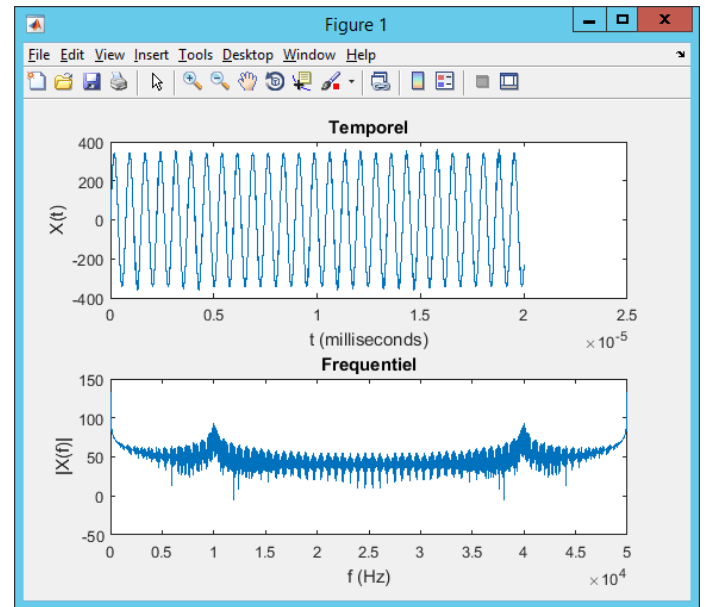 Figure 1
File Edit View Insert Tools Desktop Window Help
Temporel
400
200
0
-200
-400
X(t)
0 0.5 1 1.5 2 2.5
t (milliseconds)
×10-5
Frequentiel
150
100
50
0
-50
|X(f)|
0 0.5 1 1.5 2 2.5 3 3.5 4 4.5 5
f (Hz)
×104